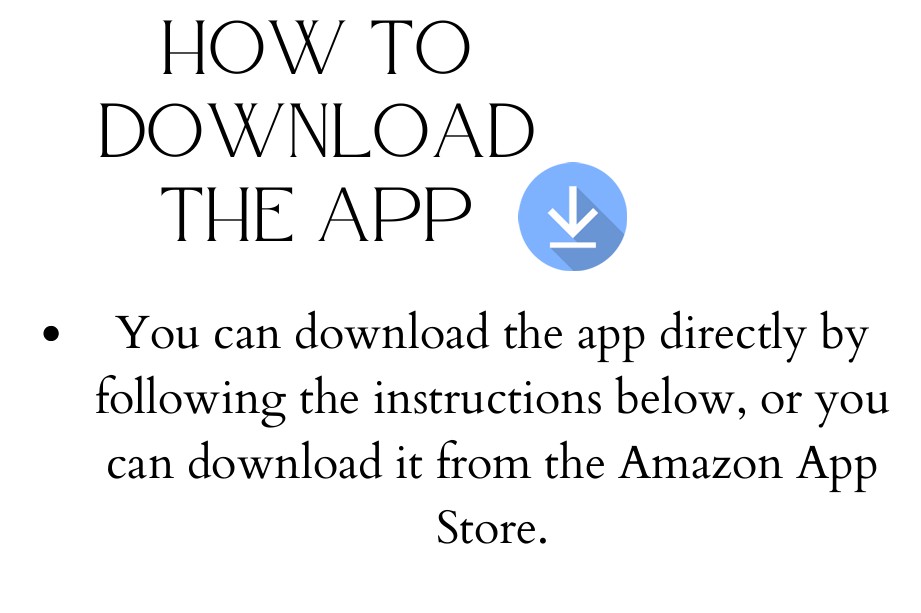 HOW TO
DOWNLOAD
THE APP
• You can download the app directly by
following the instructions below, or you
can download it from the Amazon App
Store.